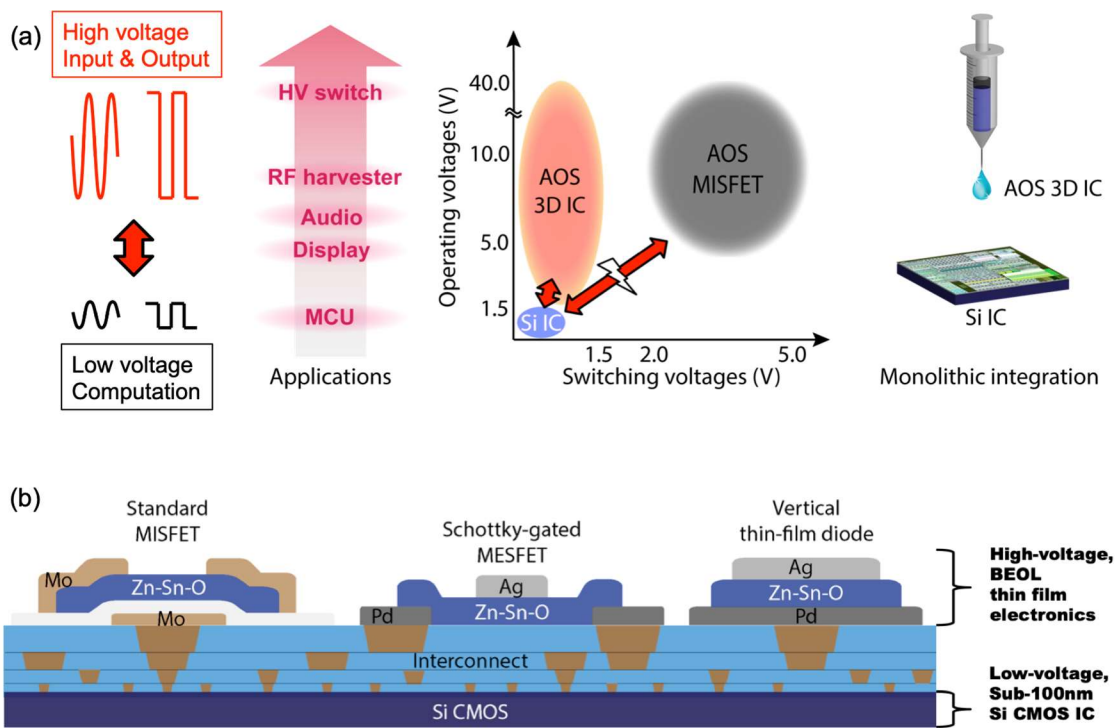 (a)
High voltage
Input & Output
Low voltage
Computation
HV switch
RF harvester
Audio
Display
MCU
Applications
Operating voltages (V)
40.0
10.0
5.0
1.5
AOS
3D IC
AOS
MISFET
Si IC
1.5 2.0 5.0
Switching voltages (V)
AOS 3D IC
Si IC
Monolithic integration
(b)
Standard
MISFET
Schottky-gated
MESFET
Vertical
thin-film diode
Mo
Zn-Sn-O
Mo
Ag
Pd
Zn-Sn-O
Ag
Zn-Sn-O
Pd
Interconnect
Si CMOS
High-voltage,
BEOL
thin film
electronics
Low-voltage,
Sub-100nm
Si CMOS IC